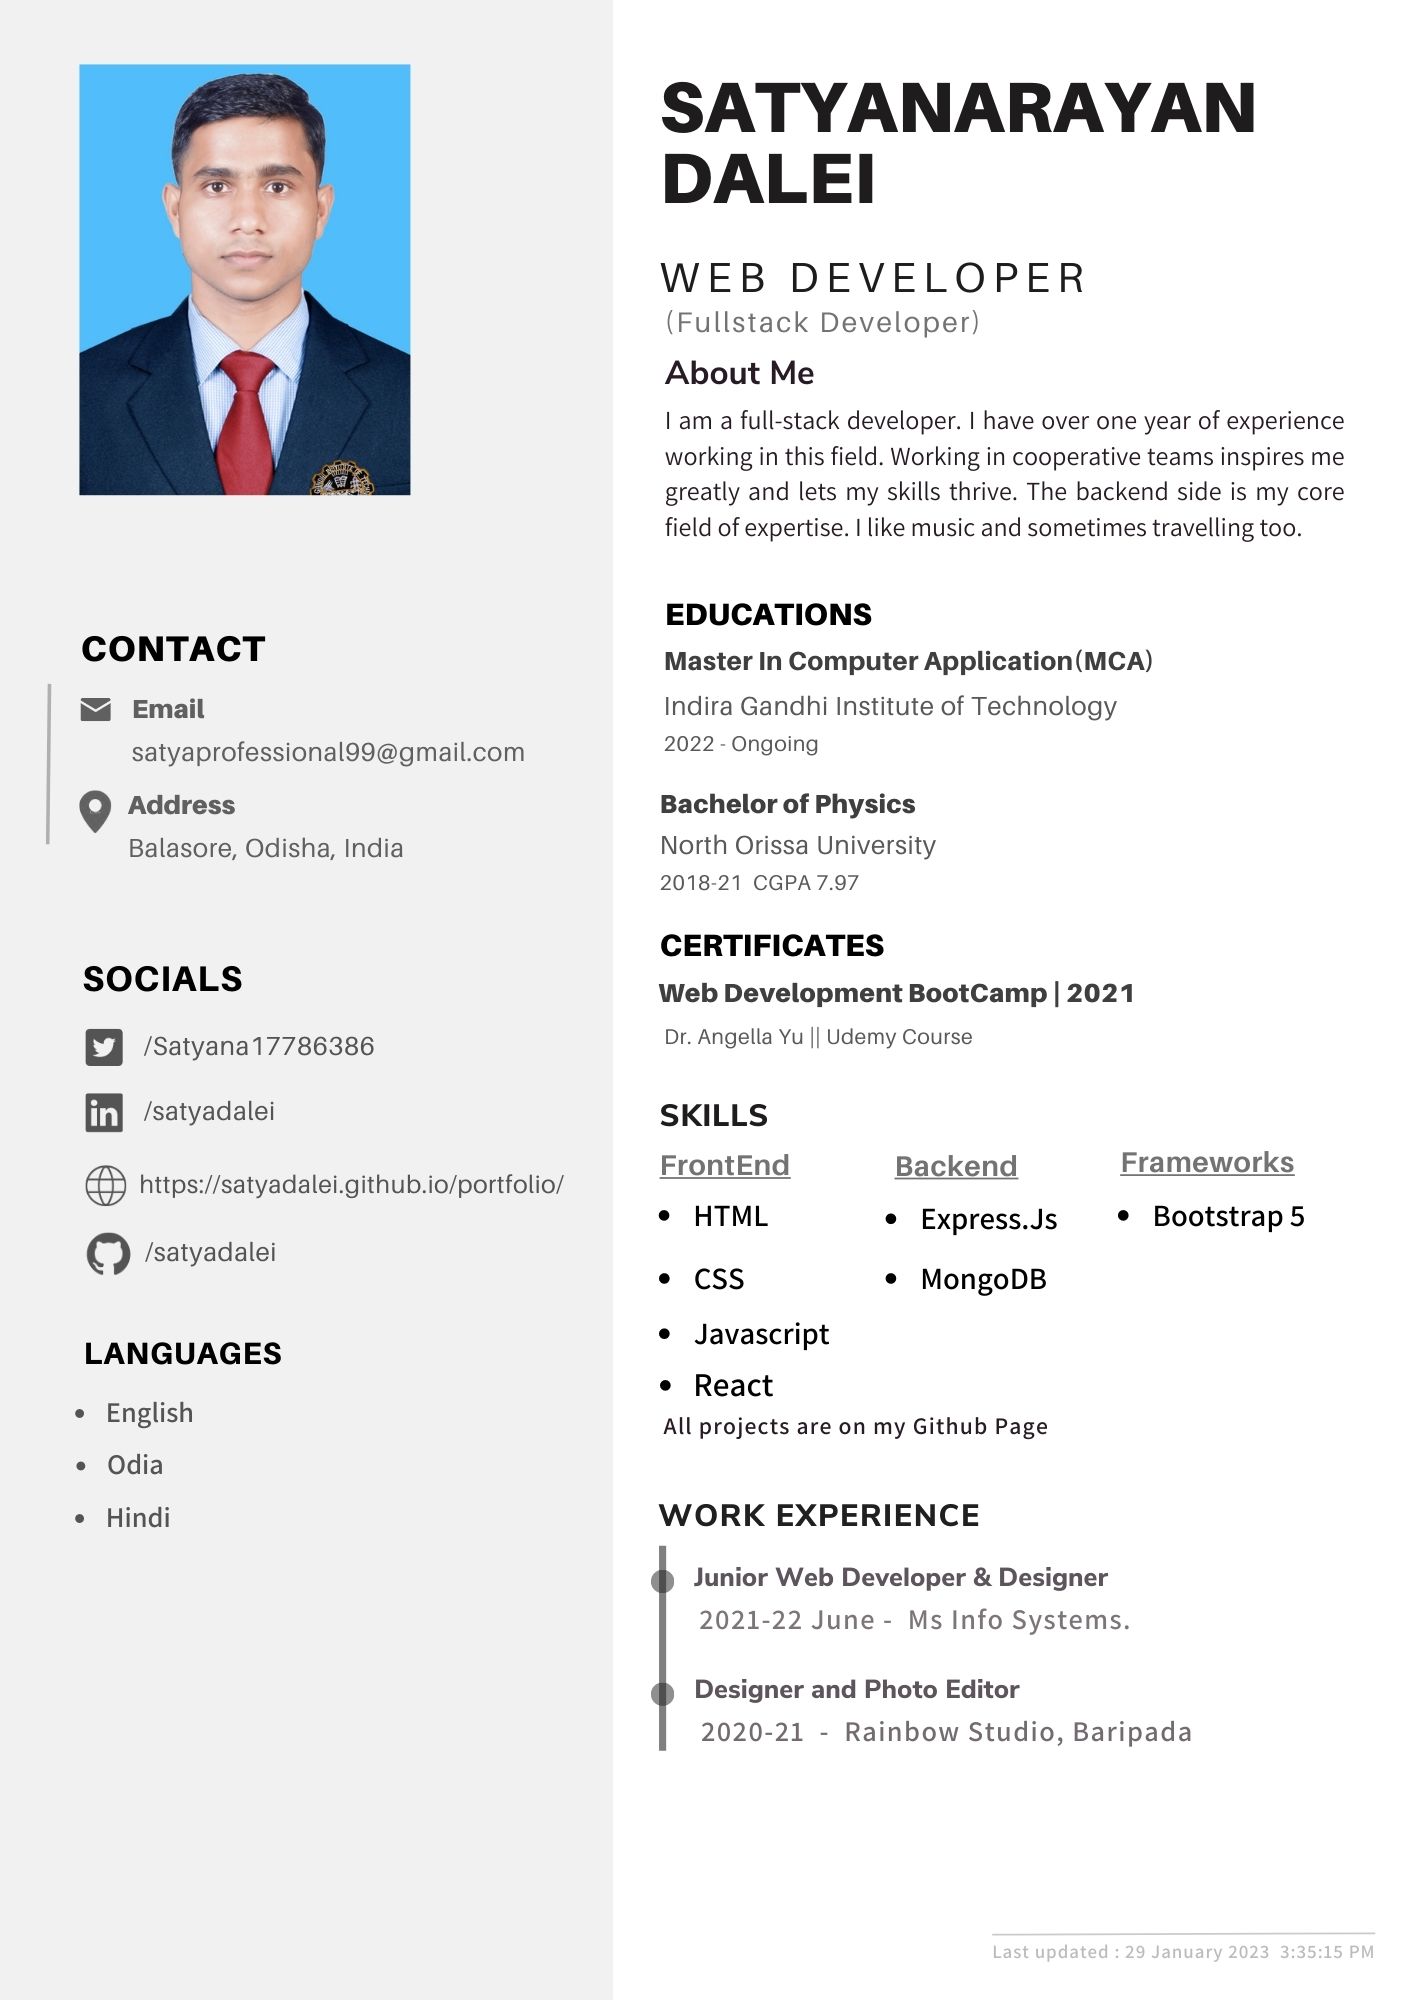 SATYANARAYAN
DALEI
WEB DEVELOPER
(Fullstack Developer)
About Me
I am a full-stack developer. I have over one year of experience
working in this field. Working in cooperative teams inspires me
greatly and lets my skills thrive. The backend side is my core
field of expertise. I like music and sometimes travelling too.
CONTACT
Email
satyaprofessional99@gmail.com
Address
Balasore, Odisha, India
SOCIALS
/Satyana17786386
/satyadalei
https://satyadalei.github.io/portfolio/
/satyadalei
LANGUAGES
• English
• Odia
• Hindi
EDUCATIONS
Master In Computer Application(MCA)
Indira Gandhi Institute of Technology
2022 - Ongoing
Bachelor of Physics
North Orissa University
2018-21 CGPA 7.97
CERTIFICATES
Web Development BootCamp | 2021
Dr. Angella Yu || Udemy Course
SKILLS
FrontEnd
• HTML
• CSS
• Javascript
• React
Backend
• Express.Js
• MongoDB
Frameworks
• Bootstrap 5
All projects are on my Github Page
WORK EXPERIENCE
Junior Web Developer & Designer
2021-22 June - Ms Info Systems.
Designer and Photo Editor
2020-21 - Rainbow Studio, Baripada
Last updated : 29 January 2023 3:35:15 PM